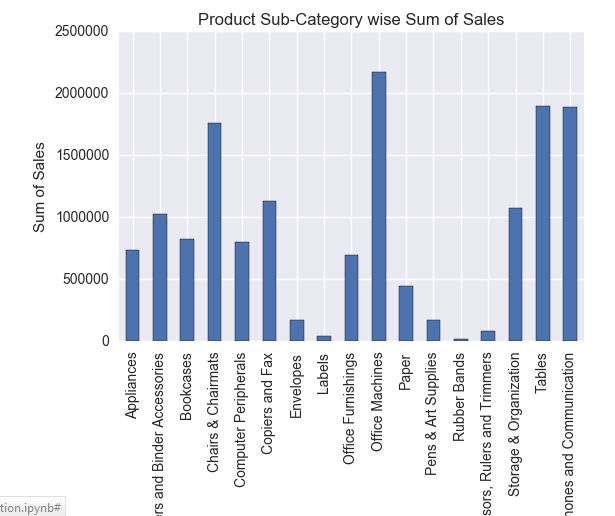 Product Sub-Category wise Sum of Sales
2500000
2000000
1500000
1000000
500000
0
Sum of Sales
Appliances
ers and Binder Accessories
Bookcases
Chairs & Chairmats
Computer Peripherals
Copiers and Fax
Envelopes
Labels
Office Furnishings
Office Machines
Paper
Pens & Art Supplies
Rubber Bands
sors, Rulers and Trimmers
Storage & Organization
Tables
hones and Communication
tion.ipynb#